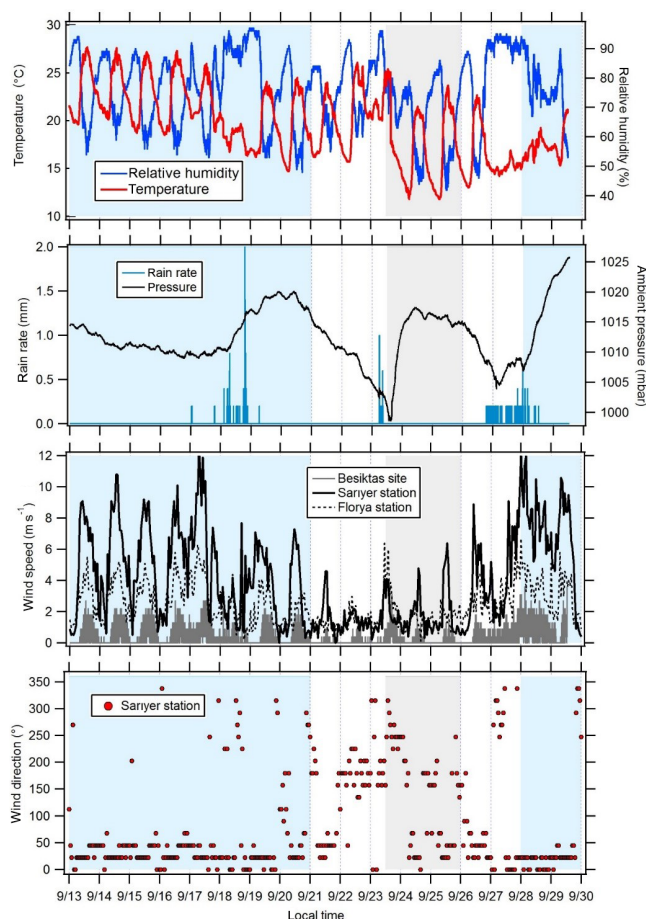 30
25
20
15
10
Temperature (°C)
90
80
70
60
50
40
Relative humidity (%)
Relative humidity
Temperature
2.0
1.5
1.0
0.5
0.0
Rain rate (mm)
1025
1020
1015
1010
1005
1000
Ambient pressure (mbar)
Rain rate
Pressure
12
10
8
6
4
2
0
Wind speed (m s⁻¹)
Besiktas site
Sarıyer station
Florya station
350
300
250
200
150
100
50
0
Wind direction (°)
Sarıyer station
9/13 9/14 9/15 9/16 9/17 9/18 9/19 9/20 9/21 9/22 9/23 9/24 9/25 9/26 9/27 9/28 9/29 9/30
Local time